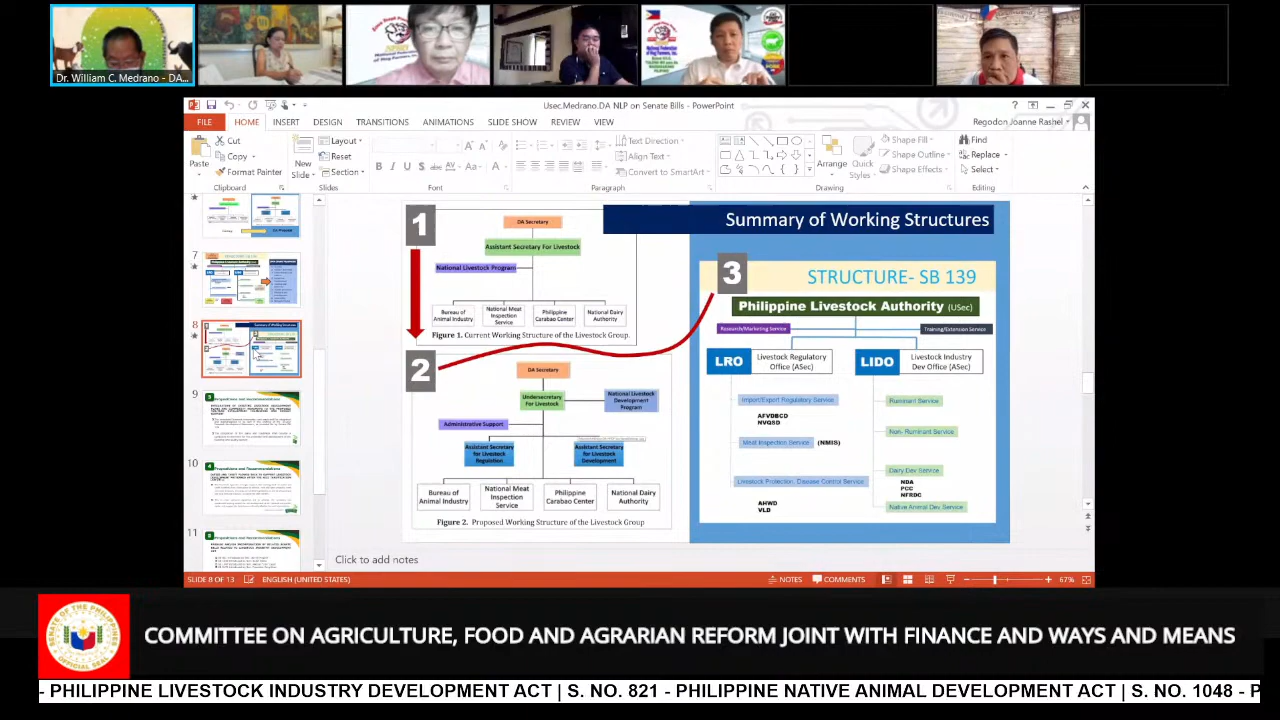 Dr. William C. Medrano - DA...
Usec.Medrano.DA NLP on Senate Bills - PowerPoint
FILE HOME INSERT DESIGN TRANSITIONS ANIMATIONS SLIDE SHOW REVIEW VIEW
Regodon Joanne Rashel
Paste
Cut
Copy
Format Painter
Clipboard
New
Slide
Layout
Reset
Section
Slides
Font
Text Direction
Align Text
Convert to SmartArt
Paragraph
Arrange
Quick
Styles
Shape Fill
Shape Outline
Shape Effects
Drawing
Find
Replace
Select
Editing
7
8
9
10
11
Summary of Working Structures
1
DA Secretary
Assistant Secretary For Livestock
National Livestock Program
Bureau of
Animal Industry
National Meat
Inspection
Service
Philippine
Carabao Center
National Dairy
Authority
Figure 1. Current Working Structure of the Livestock Group.
2
DA Secretary
Undersecretary
For Livestock
National Livestock
Development
Program
Administrative Support
Assistant Secretary
for Livestock
Regulation
Assistant Secretary
for Livestock
Development
Bureau of
Animal Industry
National Meat
Inspection
Service
Philippine
Carabao Center
National Dairy
Authority
Figure 2. Proposed Working Structure of the Livestock Group
3
STRUCTURE- SB 139
Philippine Livestock Authority (USec)
Research/Marketing Service
Training/Extension Service
LRO
Livestock Regulatory
Office (ASec)
LIDO
Livestock Industry
Dev Office (ASec)
Import/Export Regulatory Service
AFVDBCD
NVQSD
Meat Inspection Service (NMIS)
Livestock Protection, Disease Control Service
AHWD
VLD
Ruminant Service
Non- Ruminant Service
Dairy Dev Service
NDA
PCC
NFRDC
Native Animal Dev Service
Click to add notes
SLIDE 8 OF 13 ENGLISH (UNITED STATES) NOTES COMMENTS 67%
COMMITTEE ON AGRICULTURE, FOOD AND AGRARIAN REFORM JOINT WITH FINANCE AND WAYS AND MEANS
- PHILIPPINE LIVESTOCK INDUSTRY DEVELOPMENT ACT | S. NO. 821 - PHILIPPINE NATIVE ANIMAL DEVELOPMENT ACT | S. NO. 1048 - P